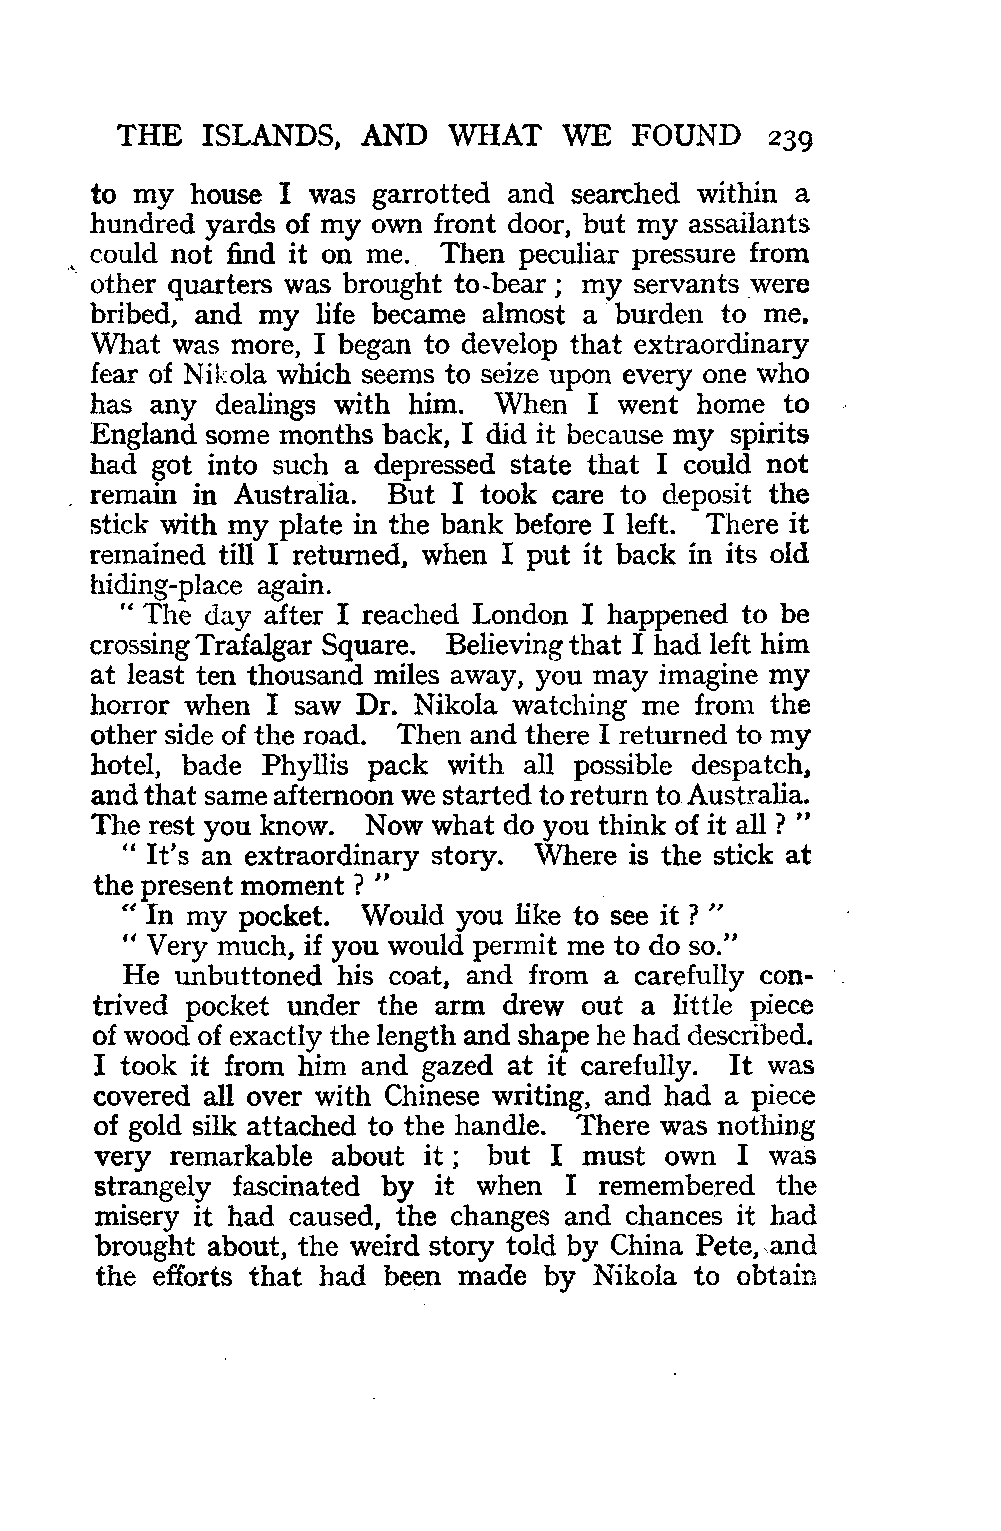 THE ISLANDS, AND WHAT WE FOUND 239
to my house I was garrotted and searched within a
hundred yards of my own front door, but my assailants
could not find it on me. Then peculiar pressure from
other quarters was brought to-bear ; my servants were
bribed, and my life became almost a burden to me.
What was more, I began to develop that extraordinary
fear of Nikola which seems to seize upon every one who
has any dealings with him. When I went home to
England some months back, I did it because my spirits
had got into such a depressed state that I could not
remain in Australia. But I took care to deposit the
stick with my plate in the bank before I left. There it
remained till I returned, when I put it back in its old
hiding-place again.
" The day after I reached London I happened to be
crossing Trafalgar Square. Believing that I had left him
at least ten thousand miles away, you may imagine my
horror when I saw Dr. Nikola watching me from the
other side of the road. Then and there I returned to my
hotel, bade Phyllis pack with all possible despatch,
and that same afternoon we started to return to Australia.
The rest you know. Now what do you think of it all ? "
" It's an extraordinary story. Where is the stick at
the present moment ? "
" In my pocket. Would you like to see it ? "
" Very much, if you would permit me to do so."
He unbuttoned his coat, and from a carefully con-
trived pocket under the arm drew out a little piece
of wood of exactly the length and shape he had described.
I took it from him and gazed at it carefully. It was
covered all over with Chinese writing, and had a piece
of gold silk attached to the handle. There was nothing
very remarkable about it ; but I must own I was
strangely fascinated by it when I remembered the
misery it had caused, the changes and chances it had
brought about, the weird story told by China Pete, and
the efforts that had been made by Nikola to obtain